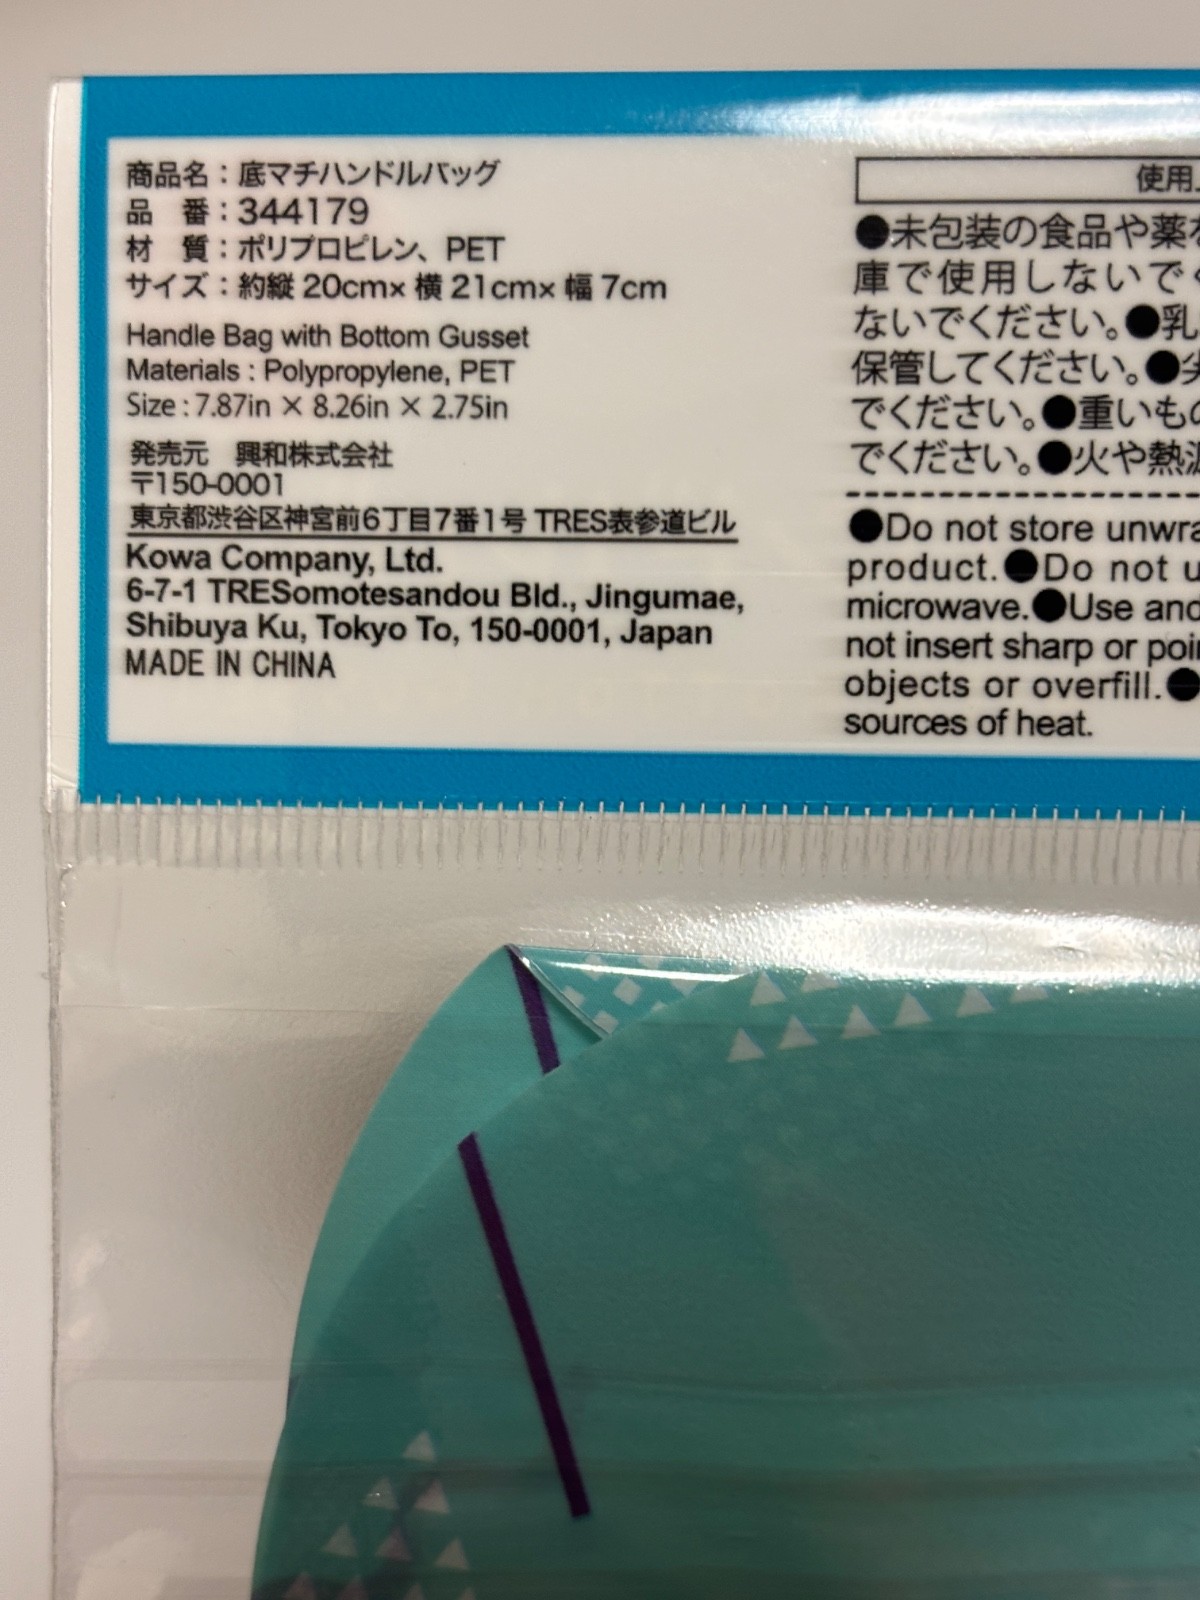 商品名：底マチハンドルバッグ
品　番：344179
材　質：ポリプロピレン、PET
サイズ：約縦 20cm× 横 21cm× 幅 7cm
Handle Bag with Bottom Gusset
Materials : Polypropylene, PET
Size : 7.87in × 8.26in × 2.75in
発売元　興和株式会社
〒150-0001
東京都渋谷区神宮前6丁目7番1号 TRES表参道ビル
Kowa Company, Ltd.
6-7-1 TRESomotesandou Bld., Jingumae,
Shibuya Ku, Tokyo To, 150-0001, Japan
MADE IN CHINA
使用
●未包装の食品や薬を
庫で使用しないでく
ないでください。●乳
保管してください。●劣
でください。●重いもの
でください。●火や熱源
●Do not store unwra
product.●Do not u
microwave.●Use and
not insert sharp or poin
objects or overfill.●
sources of heat.